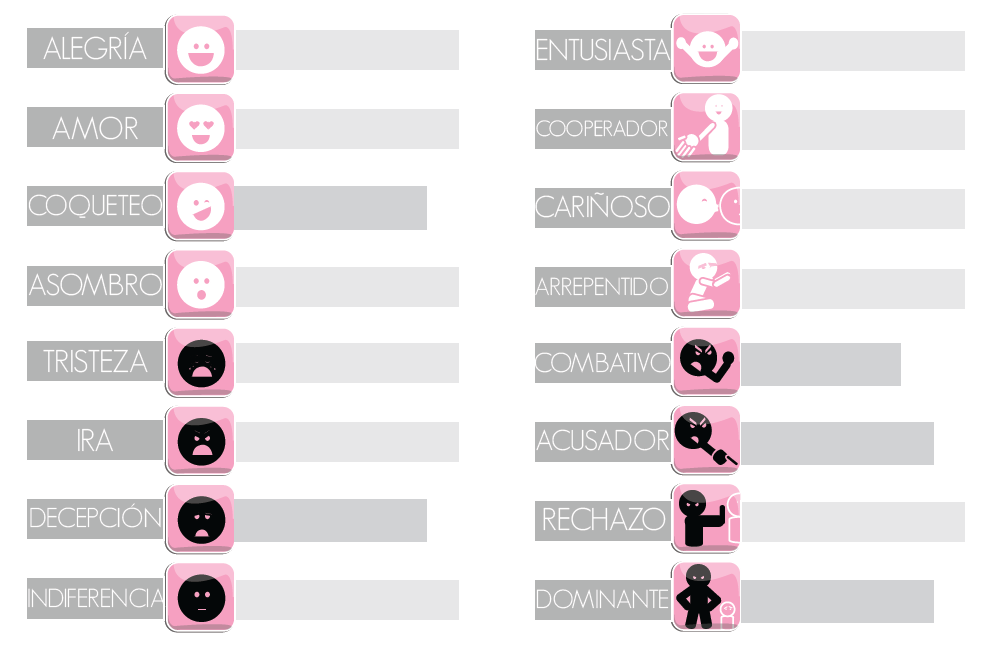 ALEGRÍA
AMOR
COQUETEO
ASOMBRO
TRISTEZA
IRA
DECEPCIÓN
INDIFERENCIA
ENTUSIASTA
COOPERADOR
CARIÑOSO
ARREPENTIDO
COMBATIVO
ACUSADOR
RECHAZO
DOMINANTE